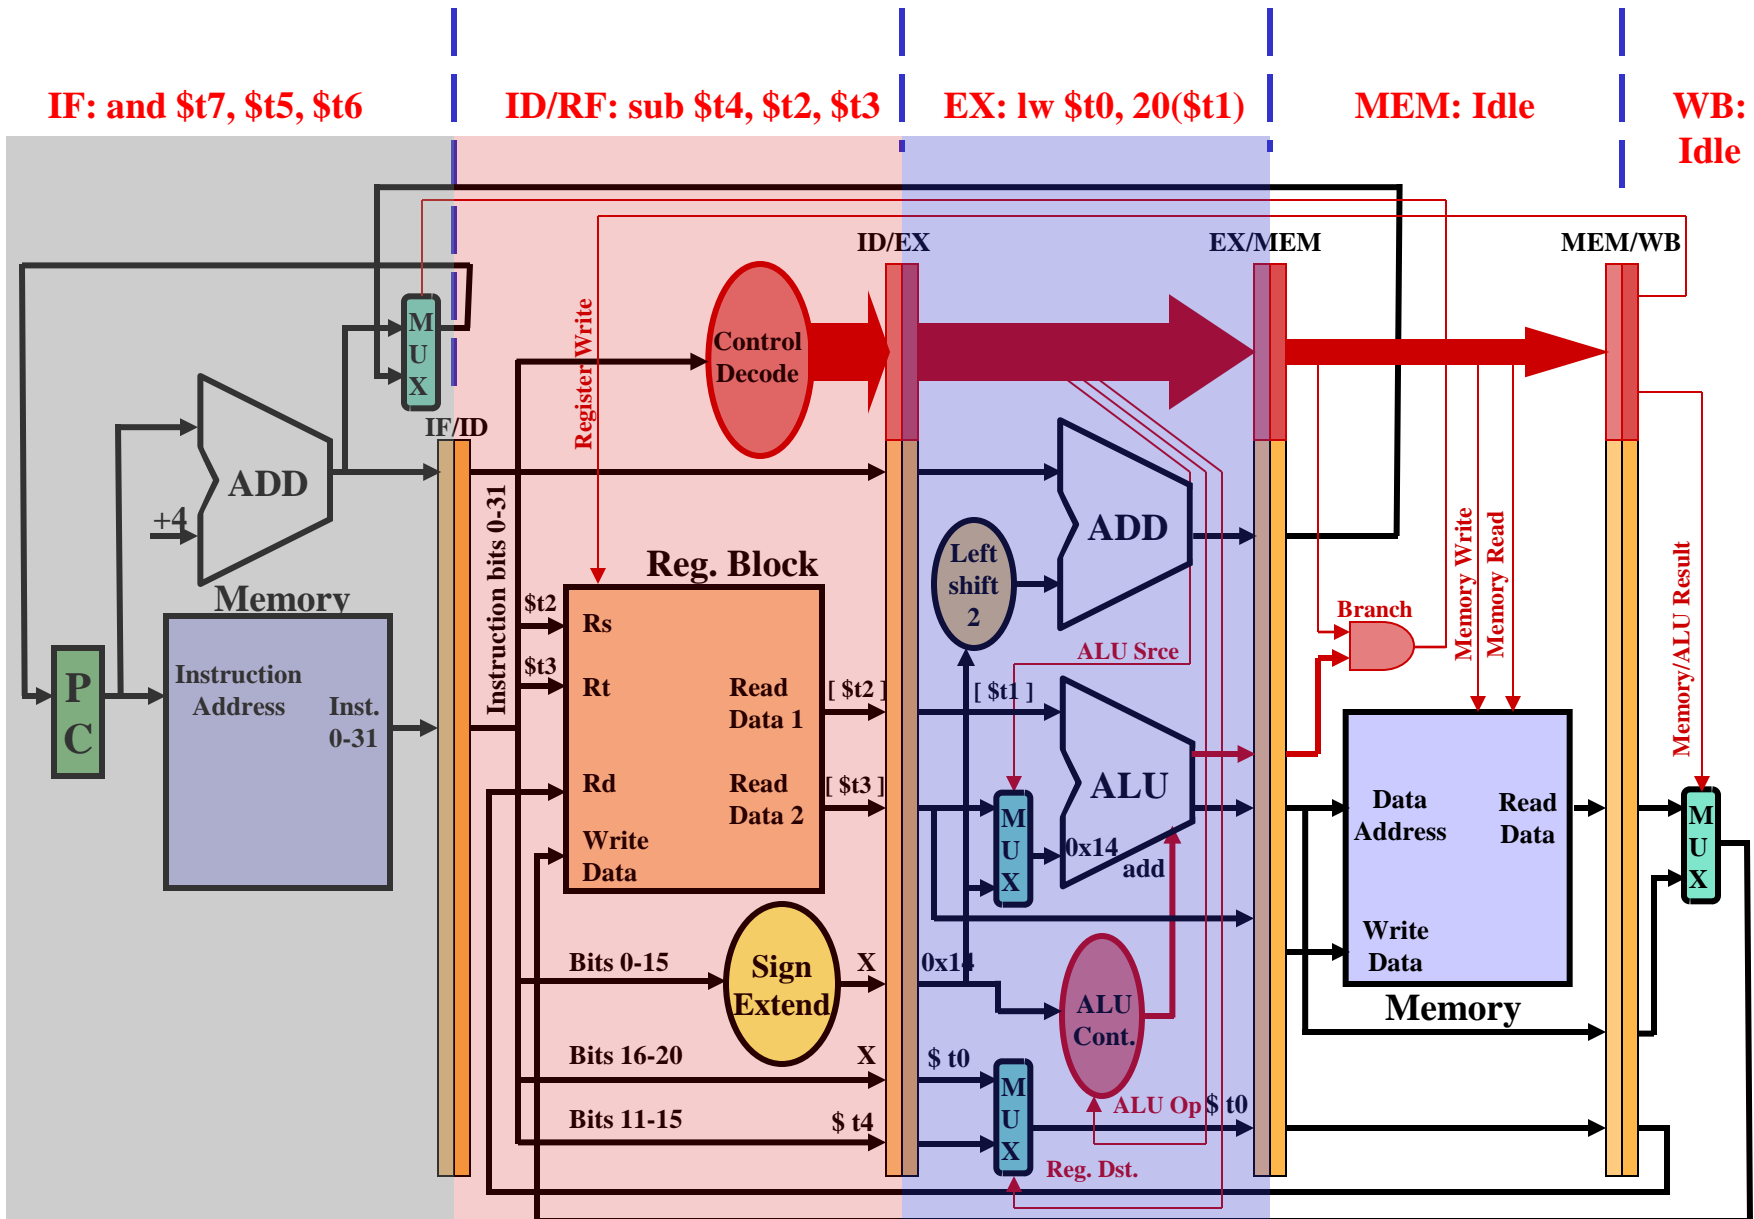 IF: and $t7, $t5, $t6
ID/RF: sub $t4, $t2, $t3
EX: lw $t0, 20($t1)
MEM: Idle
WB:
Idle
ID/EX
EX/MEM
MEM/WB
M
U
X
Control
Decode
Register Write
IF/ID
ADD
+4
Instruction bits 0-31
Memory
Instruction
Address
Inst.
0-31
P
C
Reg. Block
$t2
Rs
$t3
Rt
Read
Data 1
[ $t2 ]
Rd
Read
Data 2
[ $t3 ]
Write
Data
Bits 0-15
Sign
Extend
X
Bits 16-20
X
Bits 11-15
$ t4
ADD
Left
shift
2
ALU Srce
[ $t1 ]
ALU
M
U
X
0x14
add
0x14
ALU
Cont.
$ t0
M
U
X
ALU Op
$ t0
Reg. Dst.
Branch
Memory Write
Memory Read
Data
Address
Read
Data
Write
Data
Memory
Memory/ALU Result
M
U
X